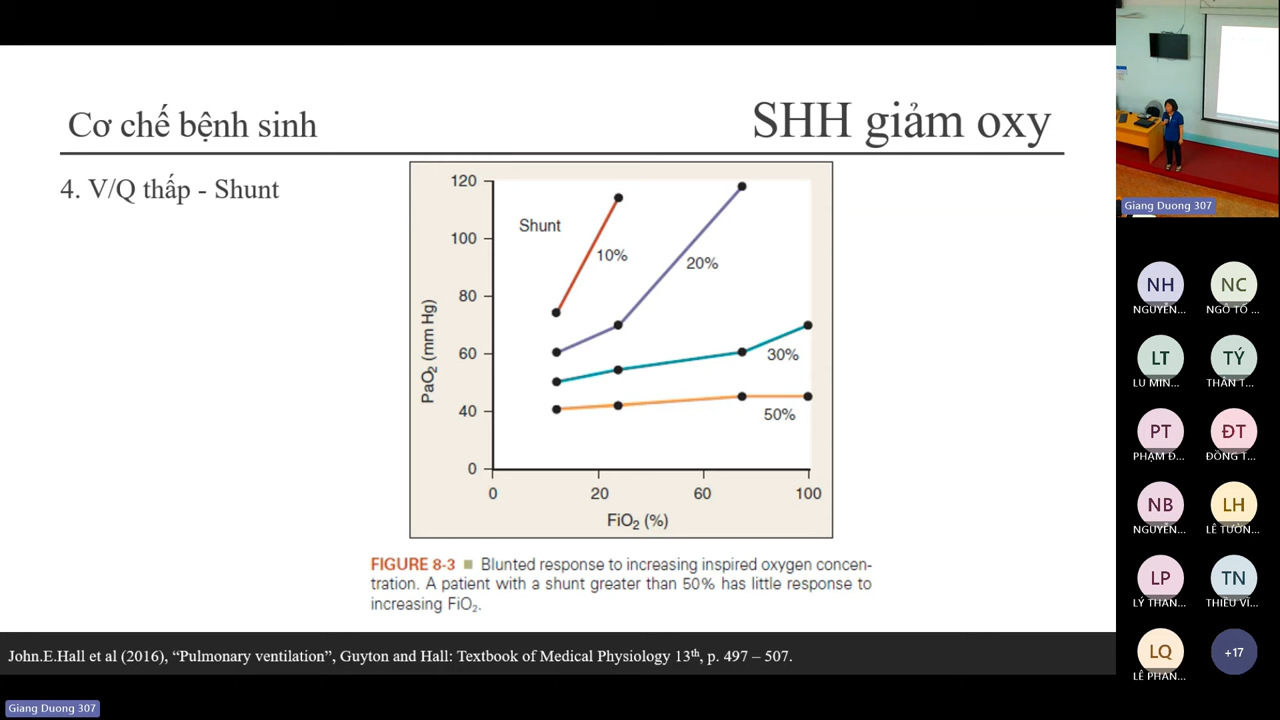 Cơ chế bệnh sinh
SHH giảm oxy
4. V/Q thấp - Shunt
120
100
80
60
40
0
PaO₂ (mm Hg)
Shunt
10%
20%
30%
50%
0
20
60
100
FiO₂ (%)
FIGURE 8-3 ■ Blunted response to increasing inspired oxygen concen-
tration. A patient with a shunt greater than 50% has little response to
increasing FiO₂.
John.E.Hall et al (2016), “Pulmonary ventilation”, Guyton and Hall: Textbook of Medical Physiology 13ᵗʰ, p. 497 – 507.
Giang Duong 307
Giang Duong 307
NH
NC
NGUYỄN...
NGÔ TỐ ...
LT
TÝ
LU MIN...
THÂN T...
PT
ĐT
PHẠM Đ...
ĐỒNG T...
NB
LH
NGUYỄN...
LÊ TƯỜN...
LP
TN
LÝ THAN...
THIỀU VĨ...
LQ
+17
LÊ PHAN...